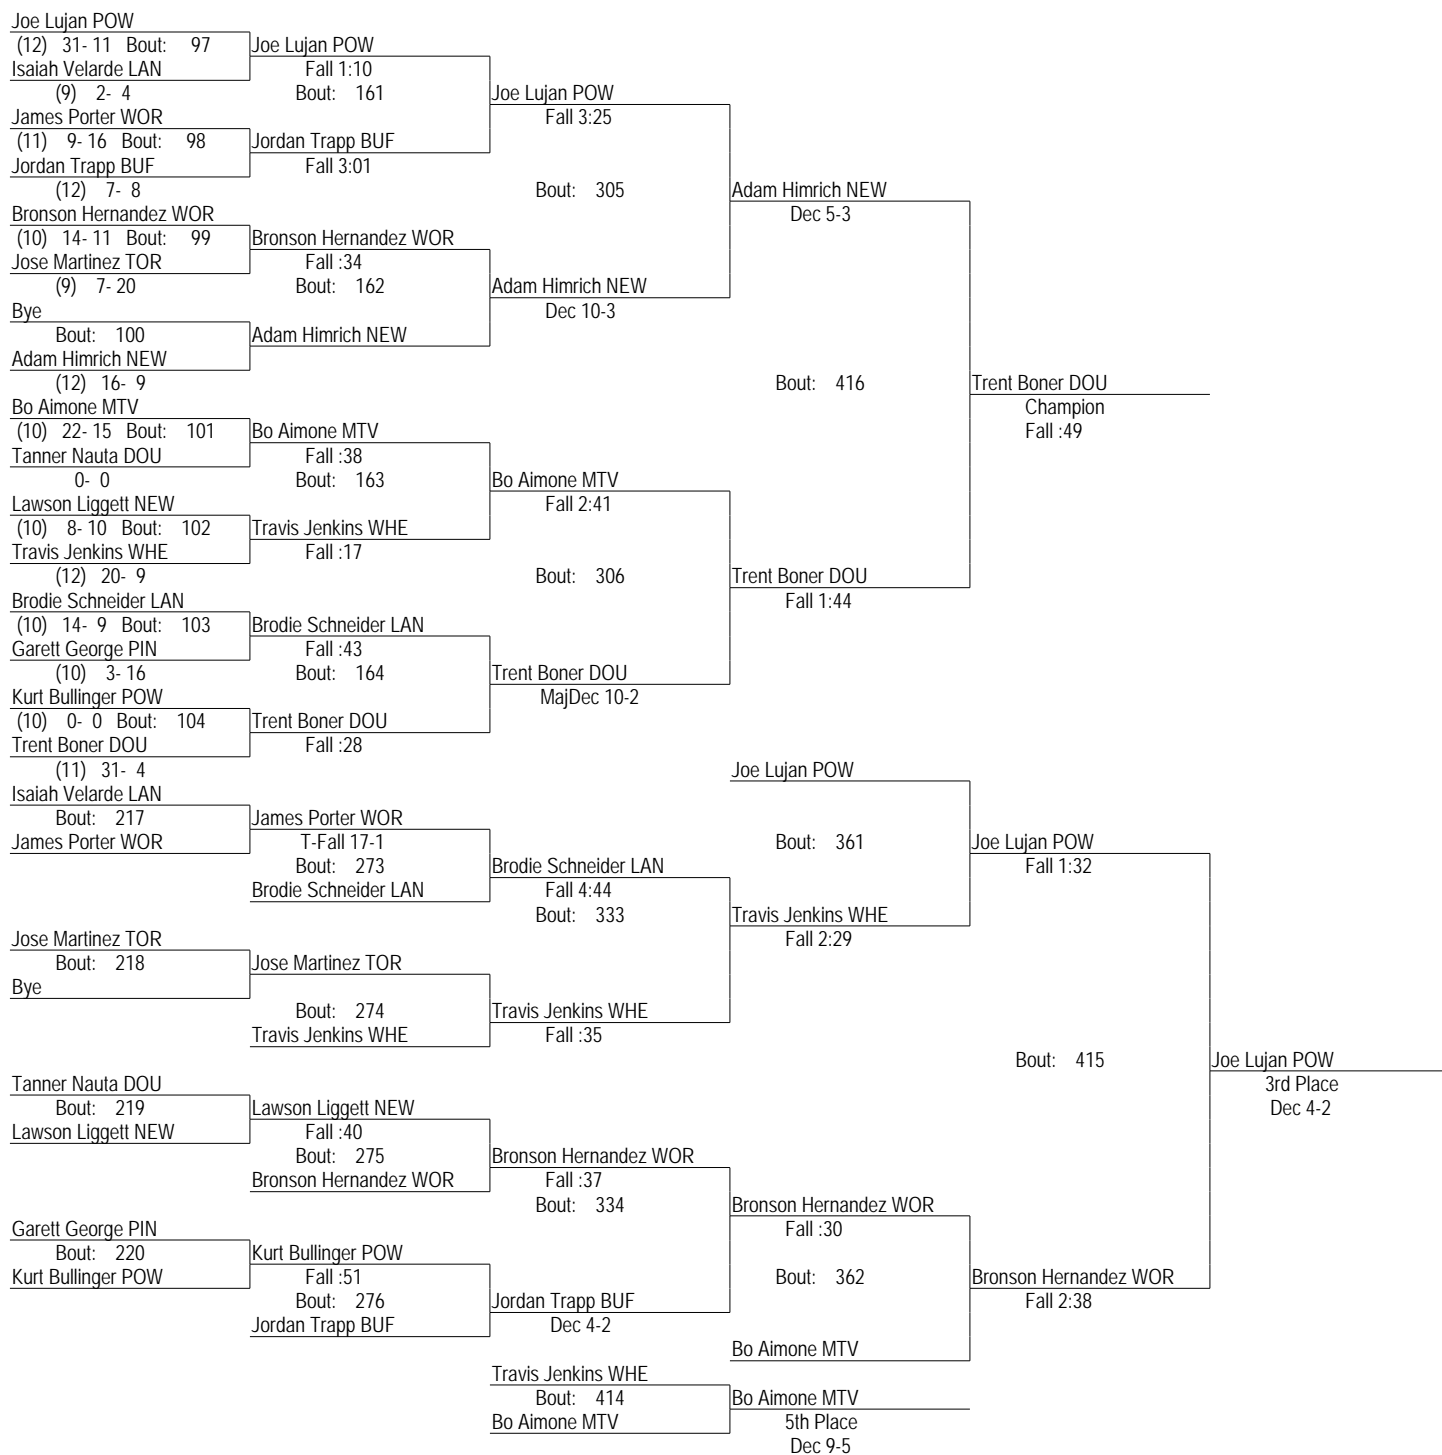 Joe Lujan POW
(12) 31- 11 Bout: 97
Joe Lujan POW
Isaiah Velarde LAN
Fall 1:10
(9) 2- 4
Bout: 161
Joe Lujan POW
James Porter WOR
Fall 3:25
(11) 9- 16 Bout: 98
Jordan Trapp BUF
Jordan Trapp BUF
Fall 3:01
(12) 7- 8
Bout: 305
Adam Himrich NEW
Bronson Hernandez WOR
Dec 5-3
(10) 14- 11 Bout: 99
Bronson Hernandez WOR
Jose Martinez TOR
Fall :34
(9) 7- 20
Bout: 162
Adam Himrich NEW
Bye
Dec 10-3
Bout: 100
Adam Himrich NEW
Adam Himrich NEW
(12) 16- 9
Bout: 416
Trent Boner DOU
Bo Aimone MTV
Champion
(10) 22- 15 Bout: 101
Bo Aimone MTV
Fall :49
Tanner Nauta DOU
Fall :38
0- 0
Bout: 163
Bo Aimone MTV
Lawson Liggett NEW
Fall 2:41
(10) 8- 10 Bout: 102
Travis Jenkins WHE
Travis Jenkins WHE
Fall :17
(12) 20- 9
Bout: 306
Trent Boner DOU
Brodie Schneider LAN
Fall 1:44
(10) 14- 9 Bout: 103
Brodie Schneider LAN
Garett George PIN
Fall :43
(10) 3- 16
Bout: 164
Trent Boner DOU
Kurt Bullinger POW
MajDec 10-2
(10) 0- 0 Bout: 104
Trent Boner DOU
Trent Boner DOU
Fall :28
(11) 31- 4
Joe Lujan POW
Isaiah Velarde LAN
Bout: 217
James Porter WOR
James Porter WOR
T-Fall 17-1
Bout: 361
Joe Lujan POW
Bout: 273
Brodie Schneider LAN
Fall 1:32
Brodie Schneider LAN
Fall 4:44
Bout: 333
Travis Jenkins WHE
Jose Martinez TOR
Fall 2:29
Bout: 218
Jose Martinez TOR
Bye
Bout: 274
Travis Jenkins WHE
Travis Jenkins WHE
Fall :35
Bout: 415
Joe Lujan POW
Tanner Nauta DOU
3rd Place
Bout: 219
Lawson Liggett NEW
Dec 4-2
Lawson Liggett NEW
Fall :40
Bout: 275
Bronson Hernandez WOR
Bronson Hernandez WOR
Fall :37
Bout: 334
Bronson Hernandez WOR
Garett George PIN
Fall :30
Bout: 220
Kurt Bullinger POW
Kurt Bullinger POW
Fall :51
Bout: 362
Bronson Hernandez WOR
Bout: 276
Jordan Trapp BUF
Fall 2:38
Jordan Trapp BUF
Dec 4-2
Bo Aimone MTV
Travis Jenkins WHE
Bout: 414
Bo Aimone MTV
Bo Aimone MTV
5th Place
Dec 9-5